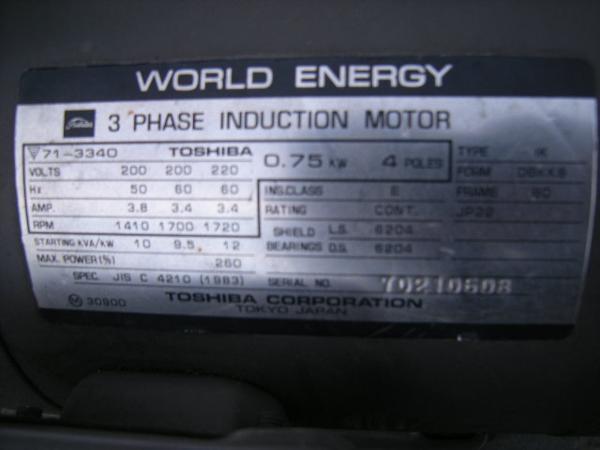 WORLD ENERGY
Toshiba 3 PHASE INDUCTION MOTOR
▽71-3340 TOSHIBA 0.75 KW 4 POLES TYPE IK
VOLTS 200 200 220 FORM
Hz 50 60 60 INS.CLASS E FRAME 80
AMP. 3.8 3.4 3.4 RATING CONT. JP22
RPM 1410 1700 1720 SHIELD L.S. 6204
STARTING KVA/KW 10 9.5 12 BEARINGS O.S. 6204
MAX. POWER(%) 260
SPEC. JIS C 4210 (1983) SERIAL NO. 70210508
M 30900 TOSHIBA CORPORATION
TOKYO JAPAN